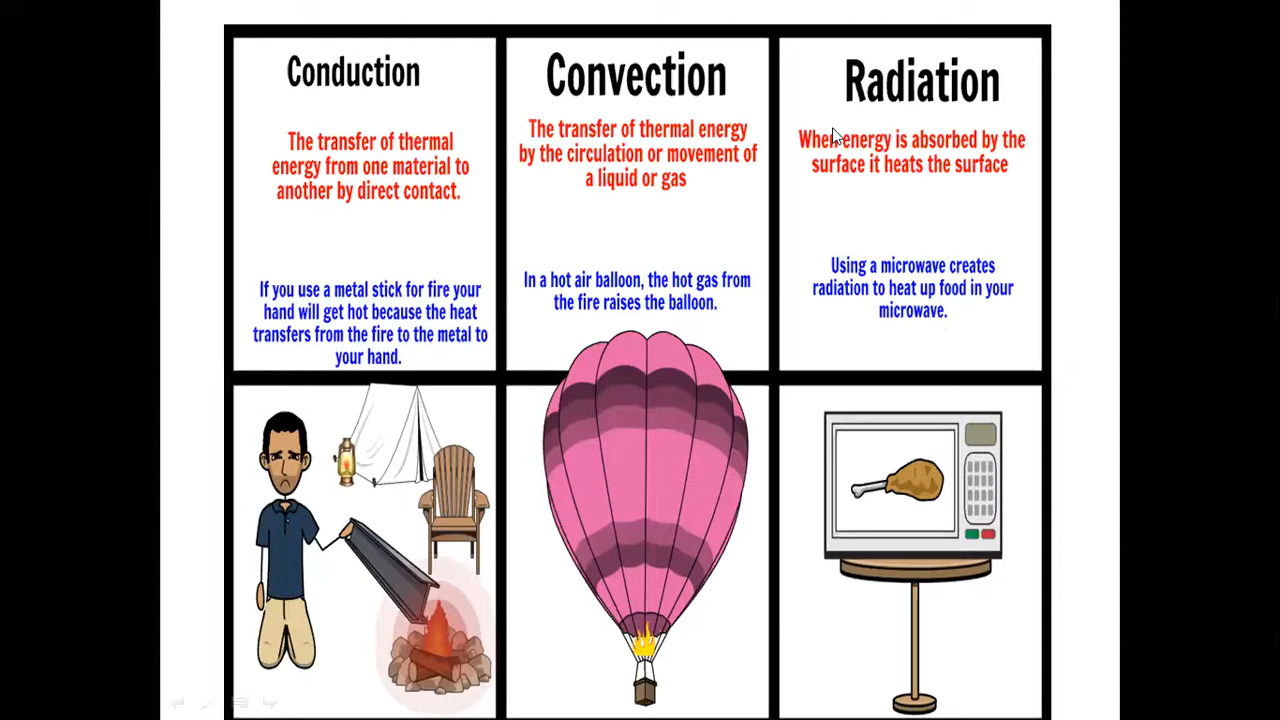 Conduction
The transfer of thermal
energy from one material to
another by direct contact.
If you use a metal stick for fire your
hand will get hot because the heat
transfers from the fire to the metal to
your hand.
Convection
The transfer of thermal energy
by the circulation or movement of
a liquid or gas
In a hot air balloon, the hot gas from
the fire raises the balloon.
Radiation
When energy is absorbed by the
surface it heats the surface
Using a microwave creates
radiation to heat up food in your
microwave.